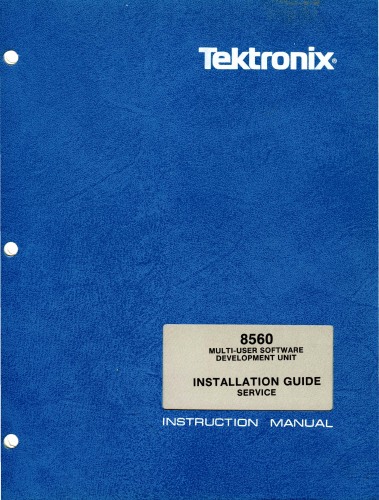 Tektronix®
8560
MULTI-USER SOFTWARE
DEVELOPMENT UNIT
INSTALLATION GUIDE
SERVICE
INSTRUCTION MANUAL